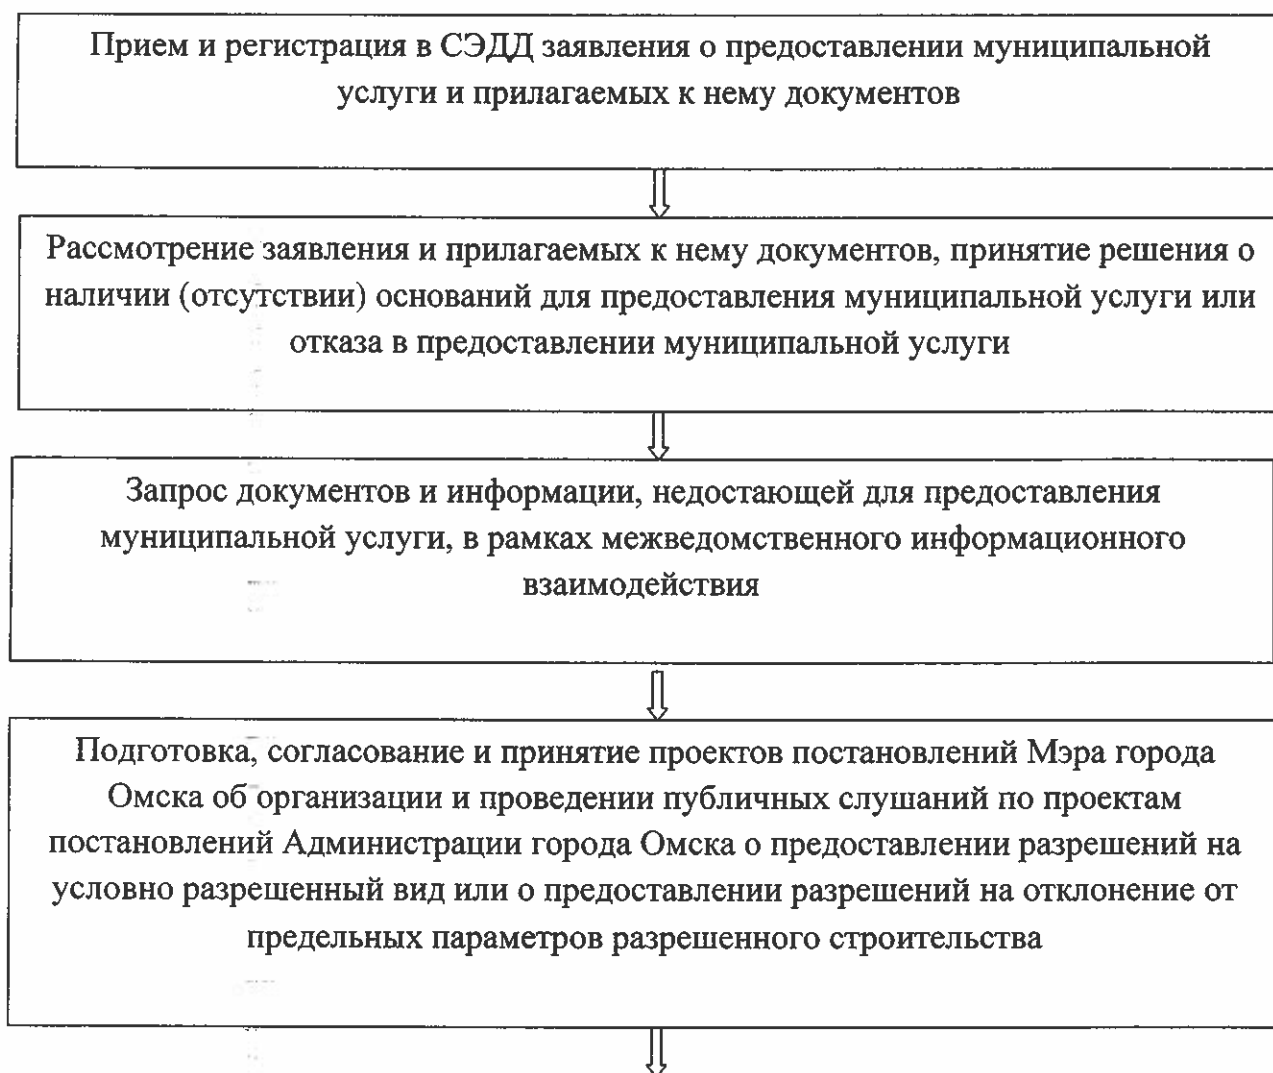 Прием и регистрация в СЭДД заявления о предоставлении муниципальной
услуги и прилагаемых к нему документов
Рассмотрение заявления и прилагаемых к нему документов, принятие решения о
наличии (отсутствии) оснований для предоставления муниципальной услуги или
отказа в предоставлении муниципальной услуги
Запрос документов и информации, недостающей для предоставления
муниципальной услуги, в рамках межведомственного информационного
взаимодействия
Подготовка, согласование и принятие проектов постановлений Мэра города
Омска об организации и проведении публичных слушаний по проектам
постановлений Администрации города Омска о предоставлении разрешений на
условно разрешенный вид или о предоставлении разрешений на отклонение от
предельных параметров разрешенного строительства